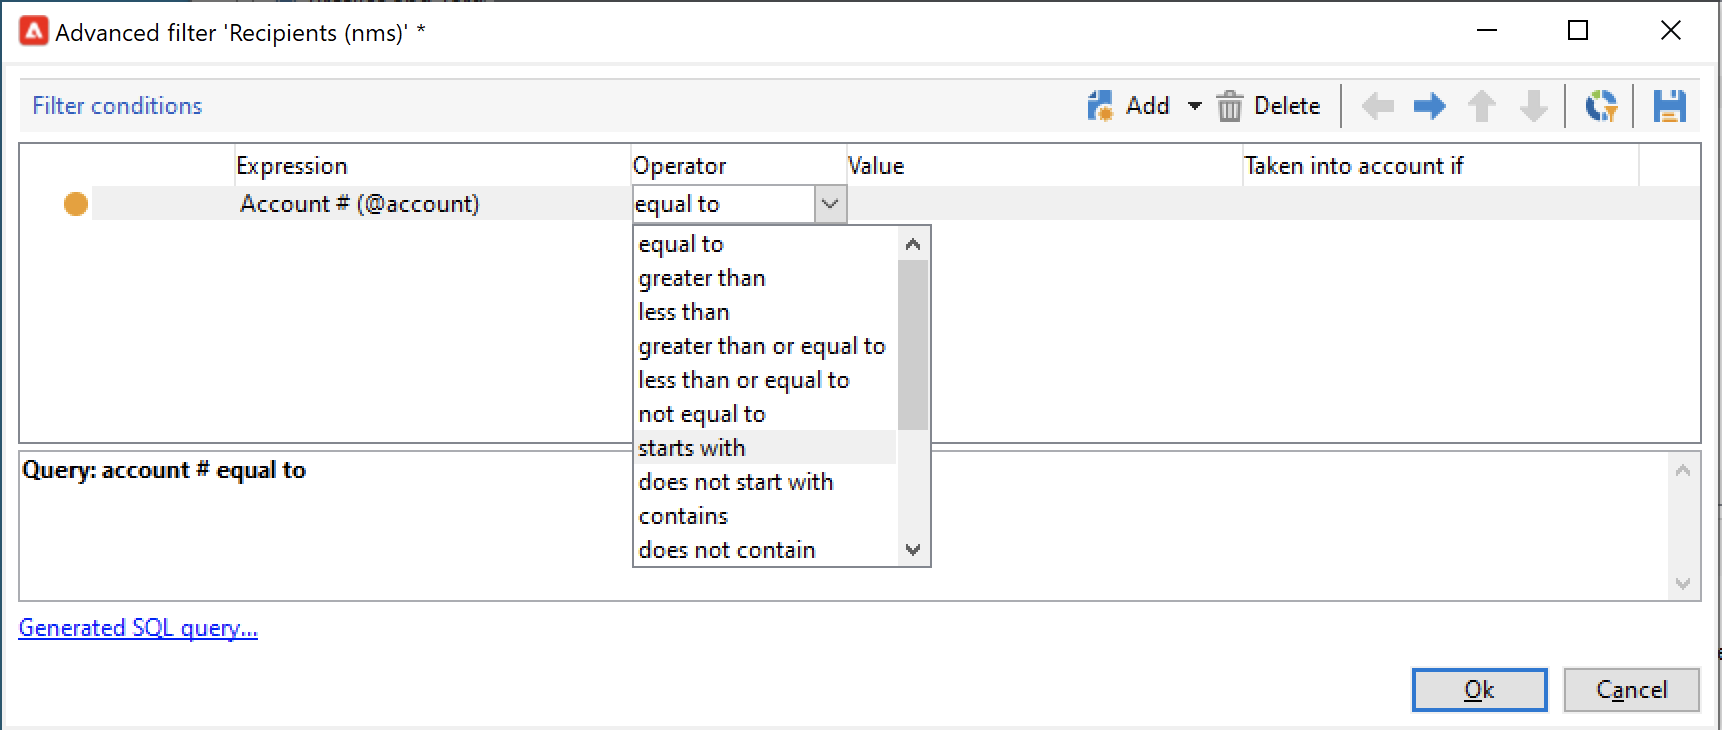 Advanced filter 'Recipients (nms)' *
Filter conditions
Add
Delete
Expression Operator Value Taken into account if
Account # (@account) equal to
equal to
greater than
less than
greater than or equal to
less than or equal to
not equal to
starts with
does not start with
contains
does not contain
Query: account # equal to
Generated SQL query...
Ok
Cancel